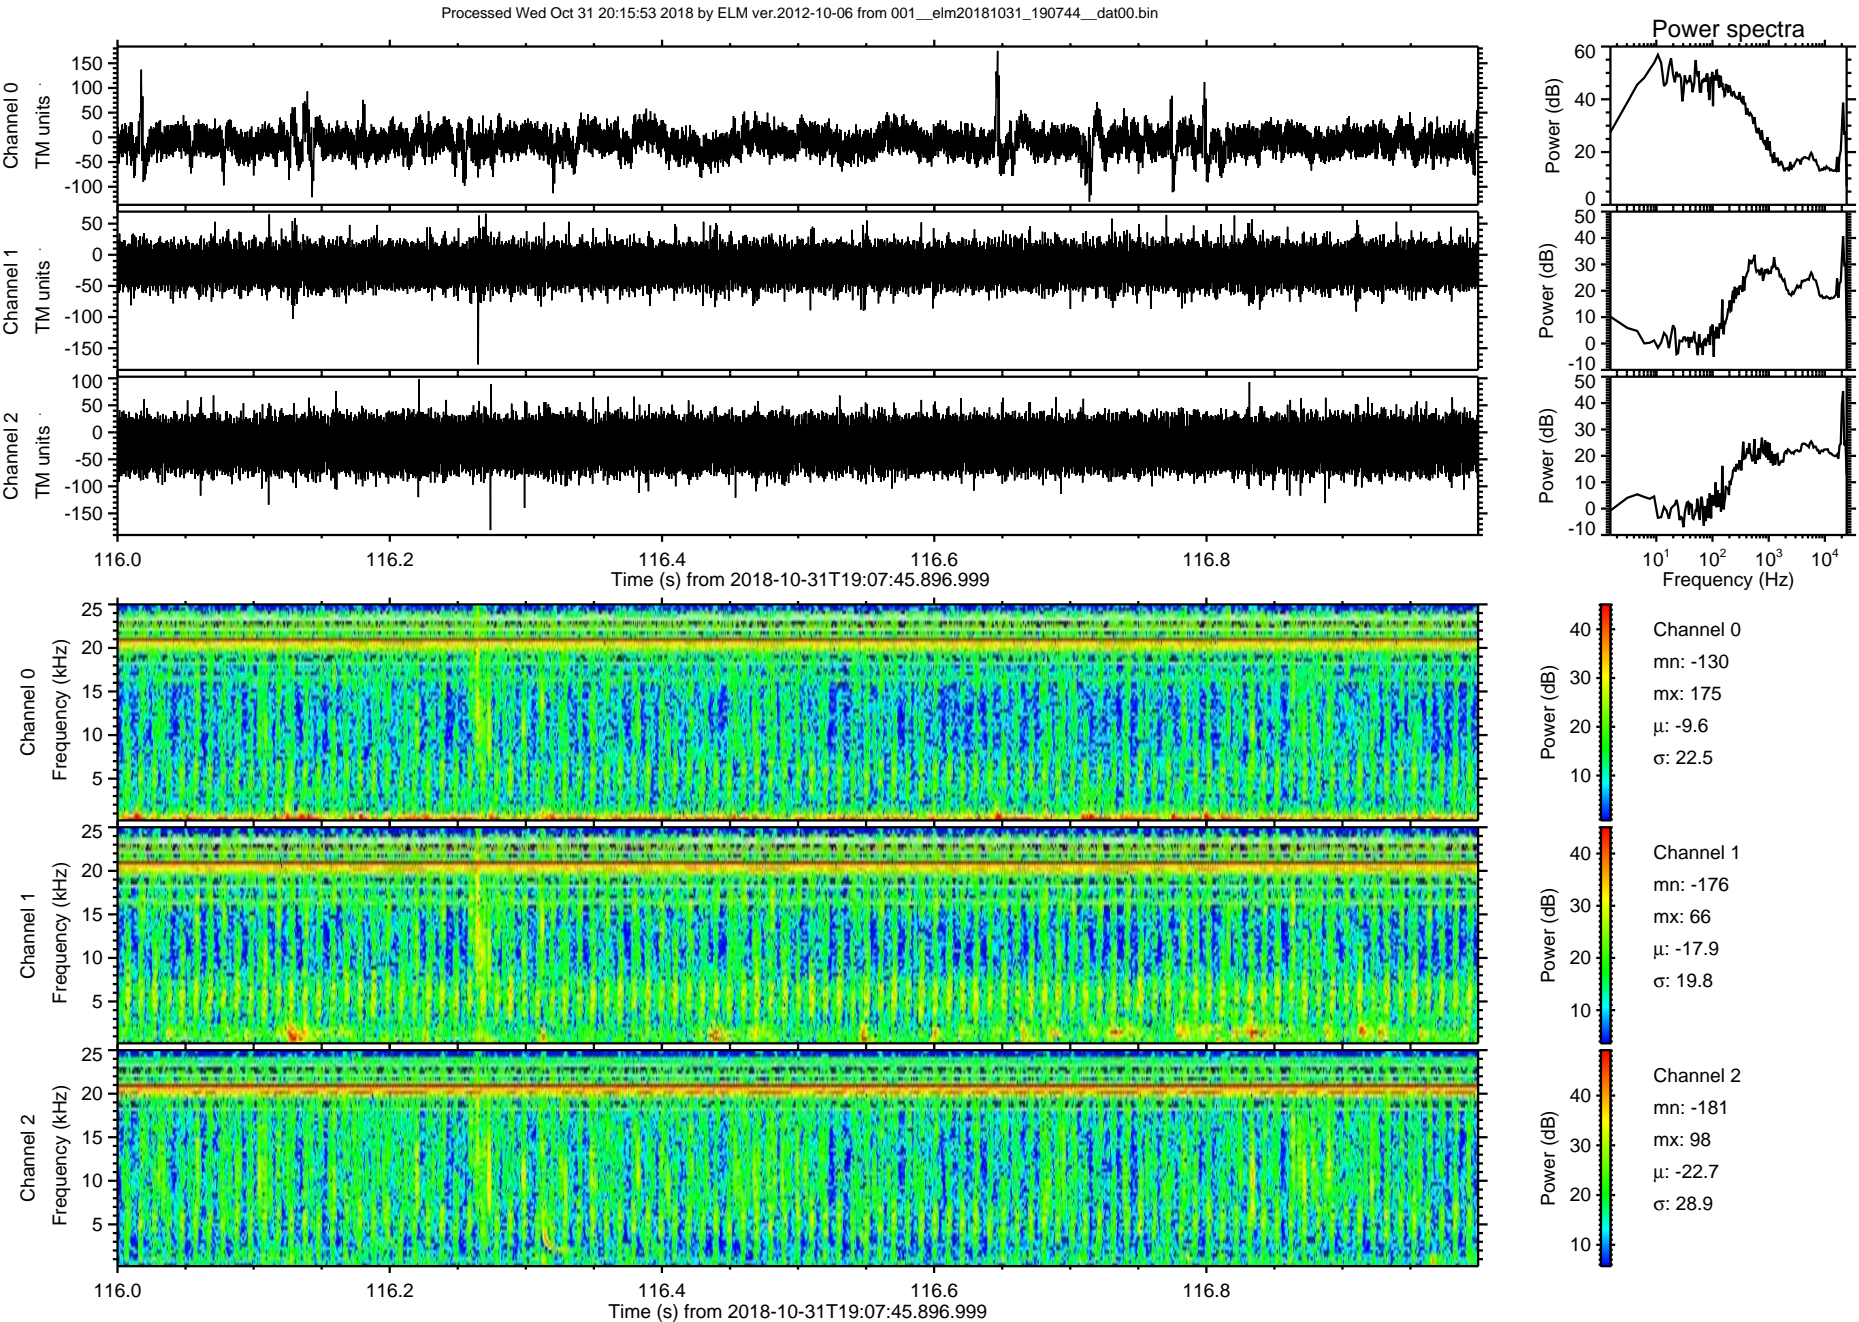 Processed Wed Oct 31 20:15:53 2018 by ELM ver.2012-10-06 from 001__elm20181031_190744__dat00.bin
Power spectra
Channel 0
TM units
150
100
50
0
-50
-100
Power (dB)
60
40
20
0
Channel 1
TM units
50
0
-50
-100
-150
Power (dB)
50
40
30
20
10
0
-10
Channel 2
TM units
100
50
0
-50
-100
-150
Power (dB)
50
40
30
20
10
0
-10
116.0 116.2 116.4 116.6 116.8
Time (s) from 2018-10-31T19:07:45.896.999
10¹ 10² 10³ 10⁴
Frequency (Hz)
Channel 0
Frequency (kHz)
25
20
15
10
5
Power (dB)
40
30
20
10
Channel 0
mn: -130
mx: 175
μ: -9.6
σ: 22.5
Channel 1
Frequency (kHz)
25
20
15
10
5
Power (dB)
40
30
20
10
Channel 1
mn: -176
mx: 66
μ: -17.9
σ: 19.8
Channel 2
Frequency (kHz)
25
20
15
10
5
Power (dB)
40
30
20
10
Channel 2
mn: -181
mx: 98
μ: -22.7
σ: 28.9
116.0 116.2 116.4 116.6 116.8
Time (s) from 2018-10-31T19:07:45.896.999